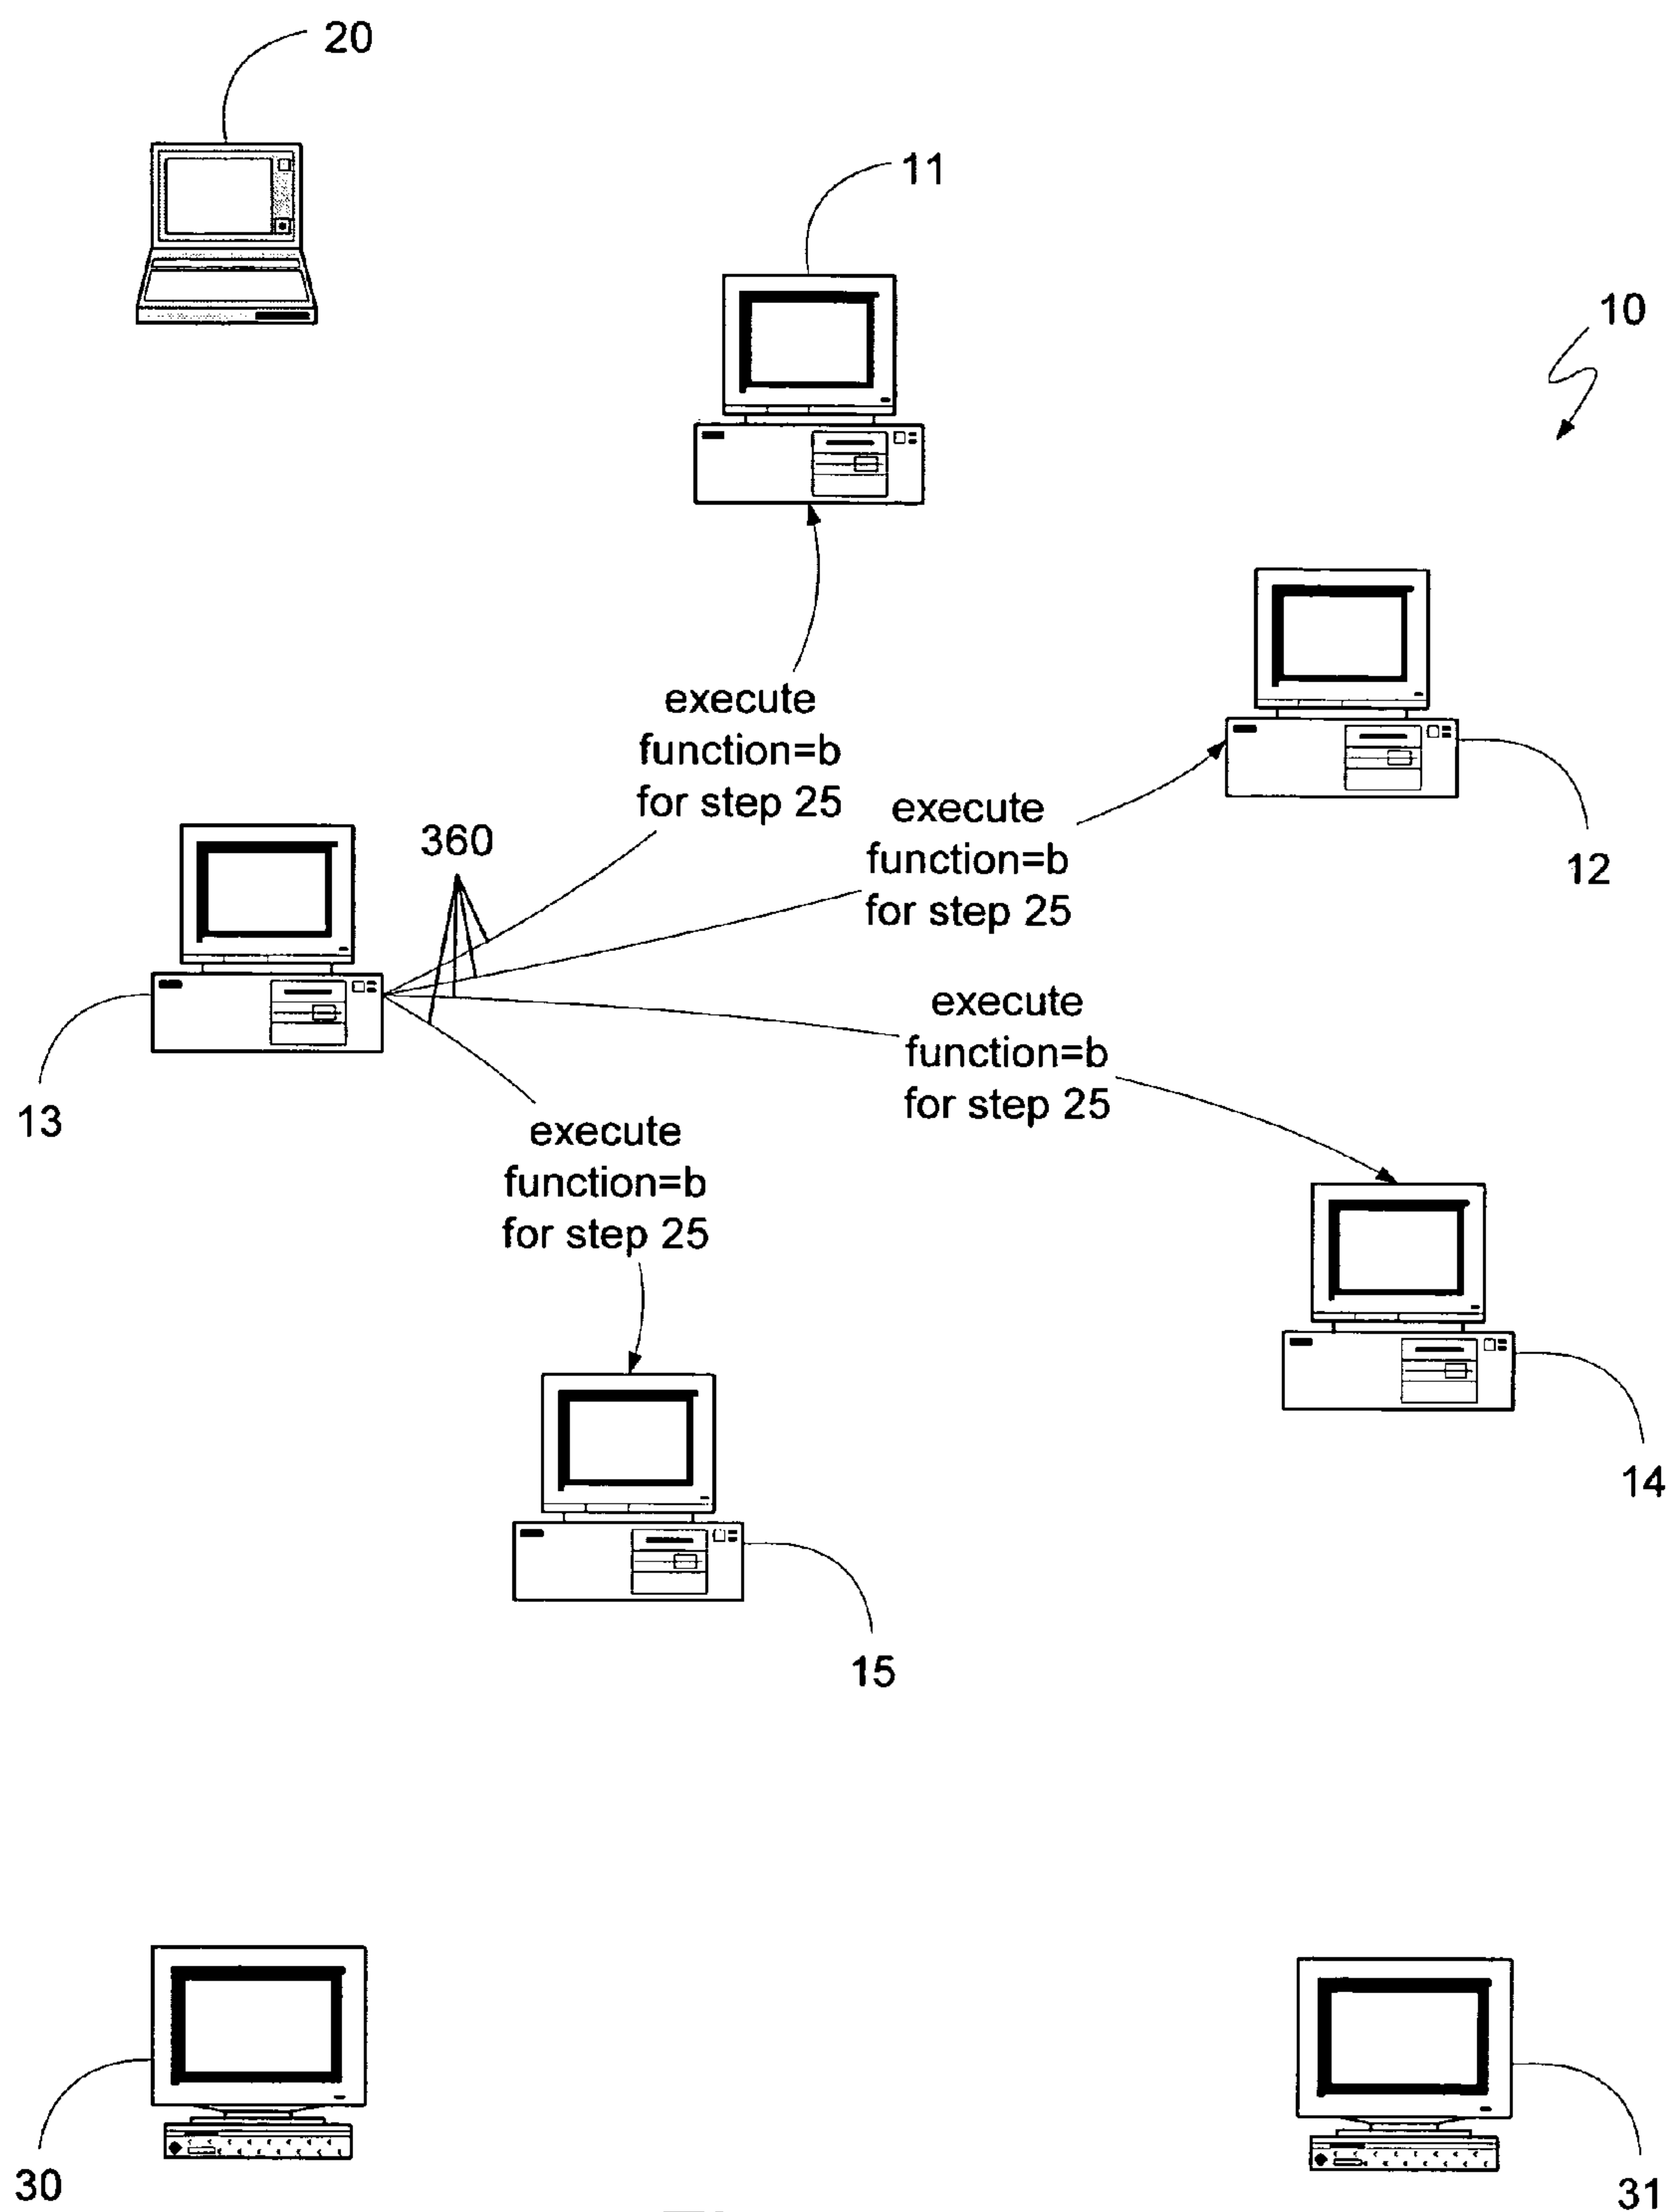 20
11
10
execute
function=b
for step 25
execute
function=b
for step 25
12
360
execute
function=b
for step 25
13
execute
function=b
for step 25
14
15
30
31